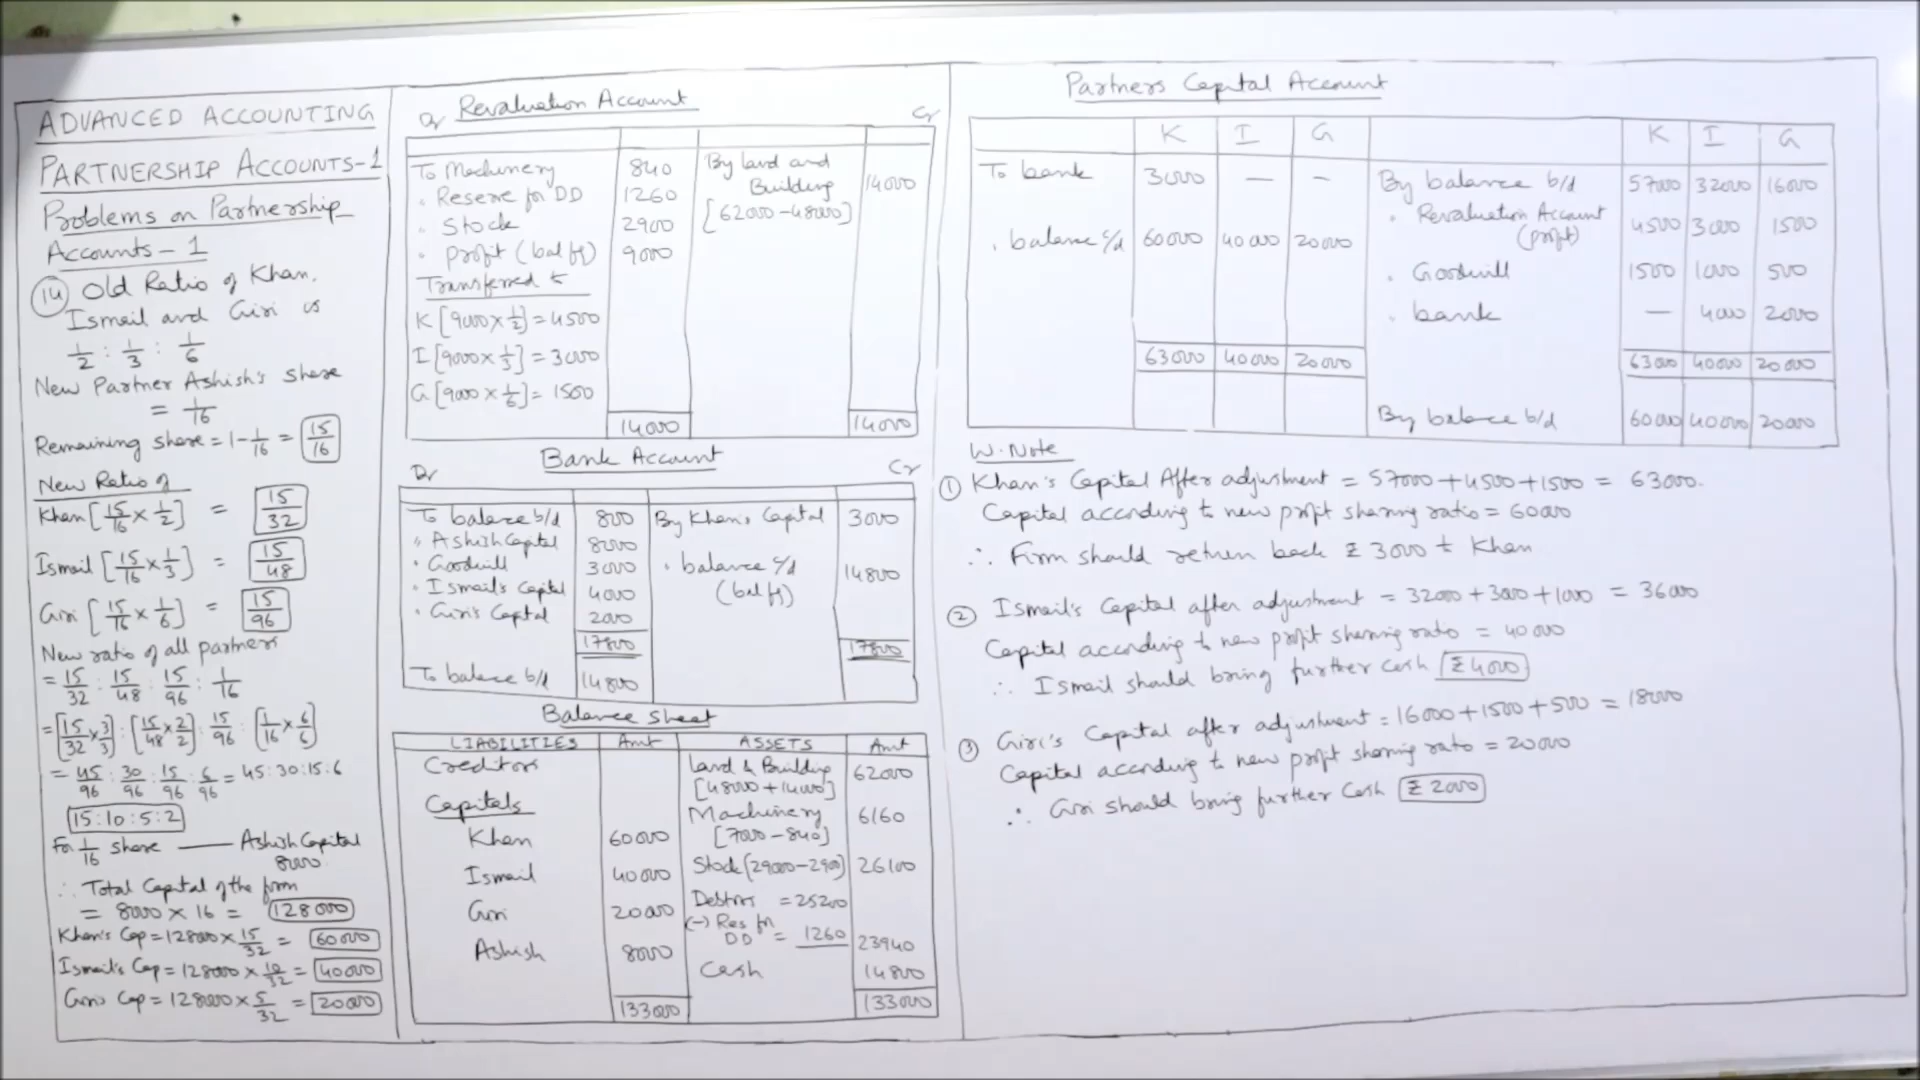 ADVANCED ACCOUNTING
PARTNERSHIP ACCOUNTS-1
Problems on Partnership
Accounts-1
14 Old Ratio of Khan,
Ismail and Giri is
1/2 : 1/3 : 1/6
New Partner Ashish's share
= 1/16
Remaining share = 1-1/16 = 15/16
New Ratio of
Khan [15/16 × 1/2] = 15/32
Ismail [15/16 × 1/3] = 15/48
Giri [15/16 × 1/6] = 15/96
New ratio of all partners
= 15/32 : 15/48 : 15/96 : 1/16
= [15/32 × 3/3] : [15/48 × 2/2] : 15/96 : [1/16 × 6/6]
= 45/96 : 30/96 : 15/96 : 6/96 = 45:30:15:6
15:10:5:2
For 1/16 share — Ashish Capital
8000
∴ Total Capital of the firm
= 8000 × 16 = 128000
Khan's Cap = 128000 × 15/32 = 60000
Ismail's Cap = 128000 × 10/32 = 40000
Giri's Cap = 128000 × 5/32 = 20000
Dr Revaluation Account Cr
To Machinery 840 By land and
Building 14000
" Reserve for DD 1260 [62000-48000]
" Stock 2900
" profit (bal fig) 9000
Transferred to
K [9000 × 1/2] = 4500
I [9000 × 1/3] = 3000
G [9000 × 1/6] = 1500
14000 14000
Dr Bank Account Cr
To balance b/d 800 By Khan's Capital 3000
" Ashish Capital 8000
" Goodwill 3000 " balance c/d 14800
" Ismail's Capital 4000 (bal fig)
" Giri's Capital 2000
17800 17800
To balance b/d 14800
Balance Sheet
LIABILITIES Amt ASSETS Amt
Creditors Land & Building 62000
[48000+14000]
Capitals Machinery 6160
Khan 60000 [7000-840]
Ismail 40000 Stock [29000-2900] 26100
Giri 20000 Debtors = 25200
(-) Res for
DD = 1260 23940
Ashish 8000 Cash 14800
133000 133000
Partners Capital Account
K I G K I G
To bank 3000 — - By balance b/d 57000 32000 16000
" Revaluation Account 4500 3000 1500
(profit)
" balance c/d 60000 40000 20000
" Goodwill 1500 1000 500
" bank — 4000 2000
63000 40000 20000 63000 40000 20000
By balance b/d 60000 40000 20000
W.Note
① Khan's Capital After adjustment = 57000+4500+1500 = 63000.
Capital according to new profit sharing ratio = 60000
∴ Firm should return back ₹ 3000 to Khan
② Ismail's Capital after adjustment = 32000+3000+1000 = 36000
Capital according to new profit sharing ratio = 40000
∴ Ismail should bring further cash ₹4000
③ Giri's Capital after adjustment = 16000+1500+500 = 18000
Capital according to new profit sharing ratio = 20000
∴ Giri should bring further cash ₹2000